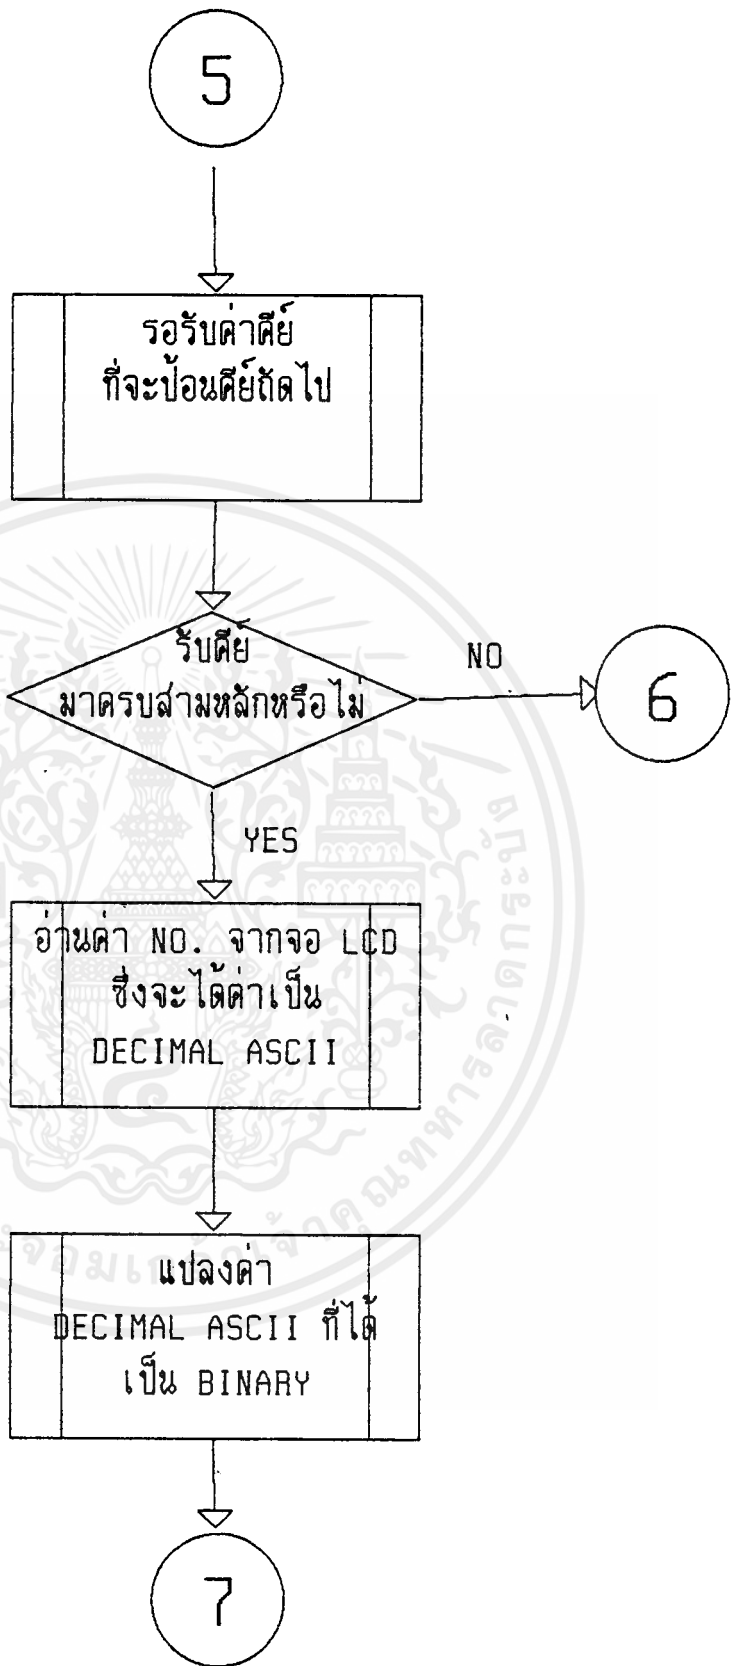 5
รอรับค่าคีย์
ที่จะป้อนคีย์ถัดไป
รับคีย์
มาครบสามหลักหรือไม่
NO
6
YES
อ่านค่า NO. จากจอ LCD
ซึ่งจะได้ค่าเป็น
DECIMAL ASCII
แปลงค่า
DECIMAL ASCII ที่ได้
เป็น BINARY
7